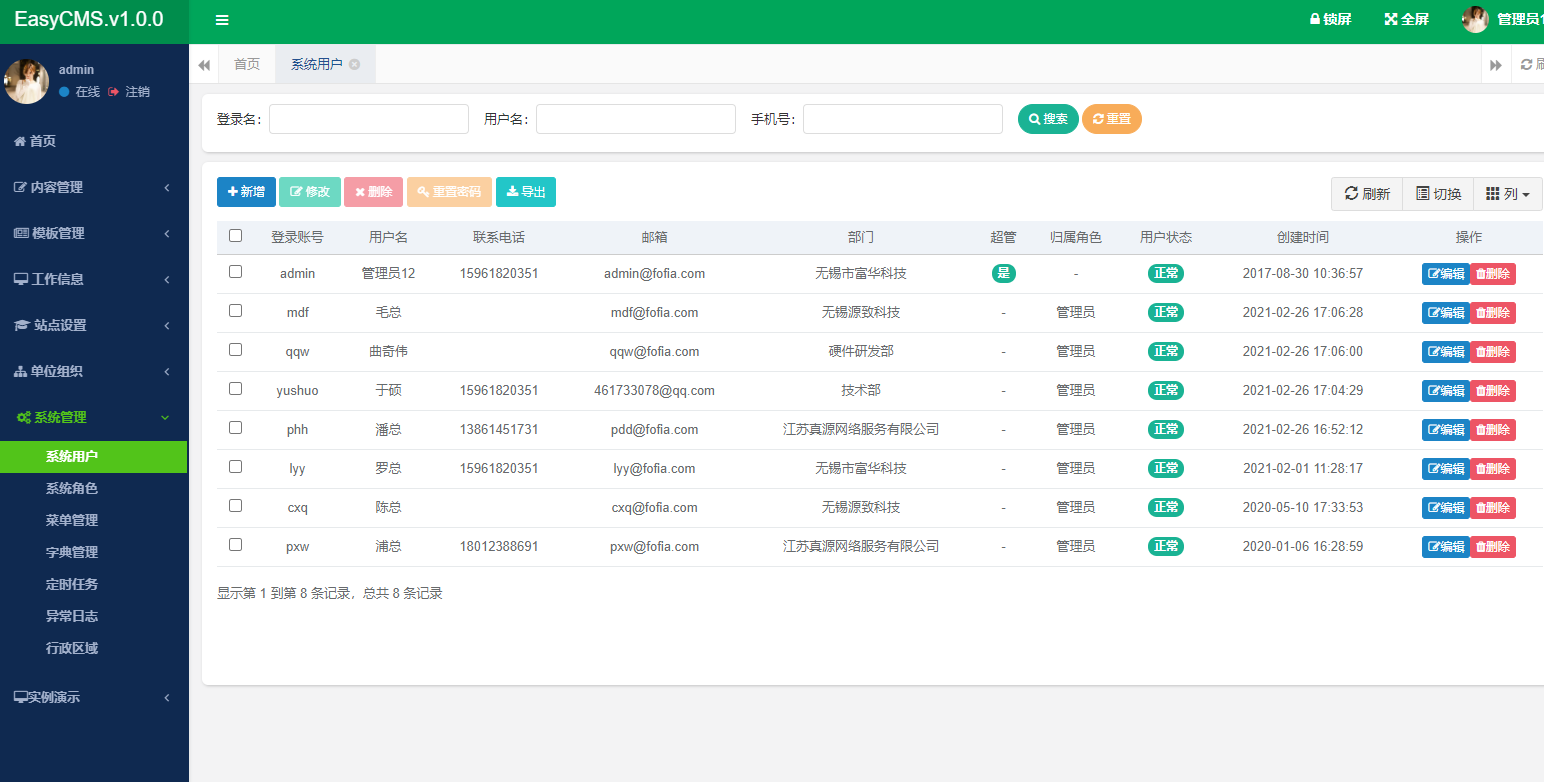 EasyCMS.v1.0.0
锁屏 全屏 管理员1
admin
在线 注销
首页
内容管理
模板管理
工作信息
站点设置
单位组织
系统管理
系统用户
系统角色
菜单管理
字典管理
定时任务
异常日志
行政区域
实例演示
首页 系统用户 刷
登录名: 用户名: 手机号: 搜索 重置
新增 修改 删除 重置密码 导出 刷新 切换 列
登录账号 用户名 联系电话 邮箱 部门 超管 归属角色 用户状态 创建时间 操作
admin 管理员12 15961820351 admin@fofia.com 无锡市富华科技 是 - 正常 2017-08-30 10:36:57 编辑 删除
mdf 毛总 mdf@fofia.com 无锡源致科技 - 管理员 正常 2021-02-26 17:06:28 编辑 删除
qqw 曲奇伟 qqw@fofia.com 硬件研发部 - 管理员 正常 2021-02-26 17:06:00 编辑 删除
yushuo 于硕 15961820351 461733078@qq.com 技术部 - 管理员 正常 2021-02-26 17:04:29 编辑 删除
phh 潘总 13861451731 pdd@fofia.com 江苏真源网络服务有限公司 - 管理员 正常 2021-02-26 16:52:12 编辑 删除
lyy 罗总 15961820351 lyy@fofia.com 无锡市富华科技 - 管理员 正常 2021-02-01 11:28:17 编辑 删除
cxq 陈总 cxq@fofia.com 无锡源致科技 - 管理员 正常 2020-05-10 17:33:53 编辑 删除
pxw 浦总 18012388691 pxw@fofia.com 江苏真源网络服务有限公司 - 管理员 正常 2020-01-06 16:28:59 编辑 删除
显示第 1 到第 8 条记录，总共 8 条记录